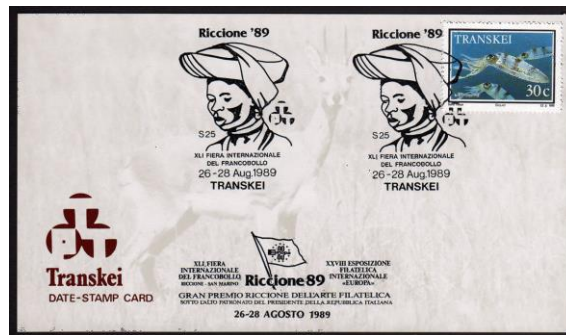 Riccione '89
S25
XLI FIERA INTERNAZIONALE
DEL FRANCOBOLLO
26-28 Aug.1989
TRANSKEI
Riccione '89
S25
XLI FIERA INTERNAZIONALE
DEL FRANCOBOLLO
26-28 Aug.1989
TRANSKEI
TRANSKEI
30c
Transkei
DATE-STAMP CARD
XLI FIERA
INTERNAZIONALE
DEL FRANCOBOLLO
RICCIONE - SAN MARINO
Riccione 89
XXVIII ESPOSIZIONE
FILATELICA
INTERNAZIONALE
«EUROPA»
GRAN PREMIO RICCIONE DELL'ARTE FILATELICA
SOTTO L'ALTO PATRONATO DEL PRESIDENTE DELLA REPUBBLICA ITALIANA
26-28 AGOSTO 1989